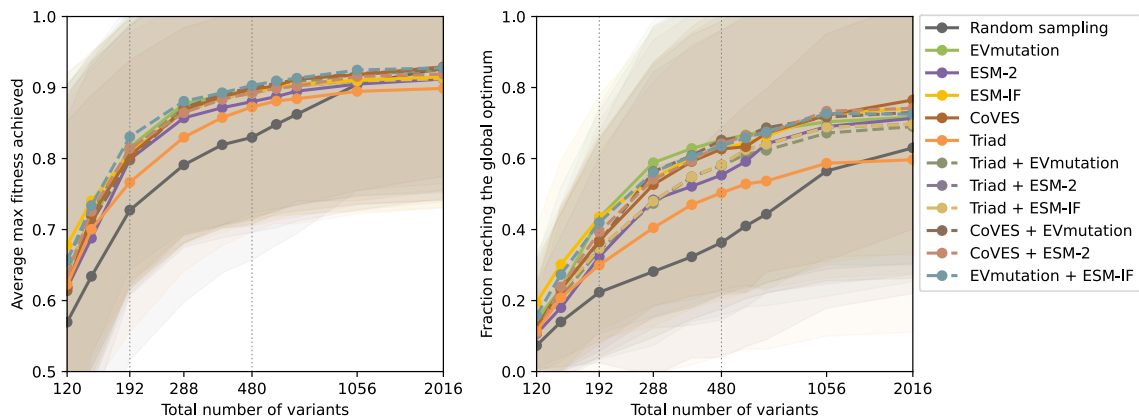 1.0
0.9
0.8
0.7
0.6
0.5
Average max fitness achieved
120 192 288 480 1056 2016
Total number of variants
1.0
0.8
0.6
0.4
0.2
0.0
Fraction reaching the global optimum
120 192 288 480 1056 2016
Total number of variants
Random sampling
EVmutation
ESM-2
ESM-IF
CoVES
Triad
Triad + EVmutation
Triad + ESM-2
Triad + ESM-IF
CoVES + EVmutation
CoVES + ESM-2
EVmutation + ESM-IF